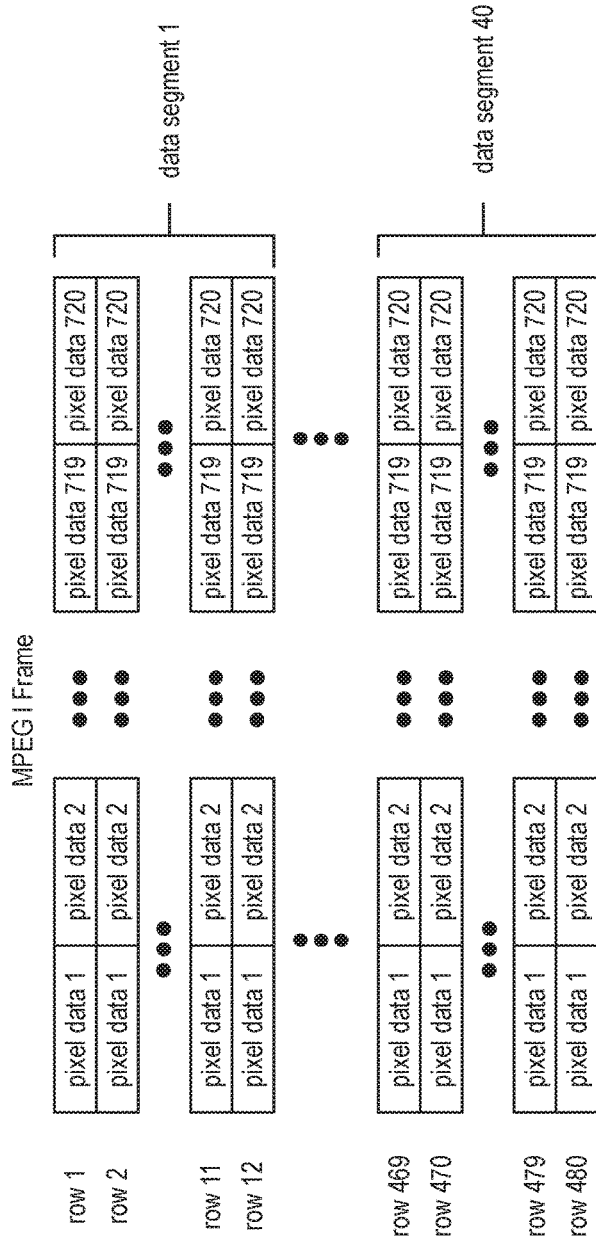 MPEG I Frame
row 1 pixel data 1 pixel data 2 pixel data 719 pixel data 720
row 2 pixel data 1 pixel data 2 pixel data 719 pixel data 720
data segment 1
row 11 pixel data 1 pixel data 2 pixel data 719 pixel data 720
row 12 pixel data 1 pixel data 2 pixel data 719 pixel data 720
row 469 pixel data 1 pixel data 2 pixel data 719 pixel data 720
row 470 pixel data 1 pixel data 2 pixel data 719 pixel data 720
data segment 40
row 479 pixel data 1 pixel data 2 pixel data 719 pixel data 720
row 480 pixel data 1 pixel data 2 pixel data 719 pixel data 720